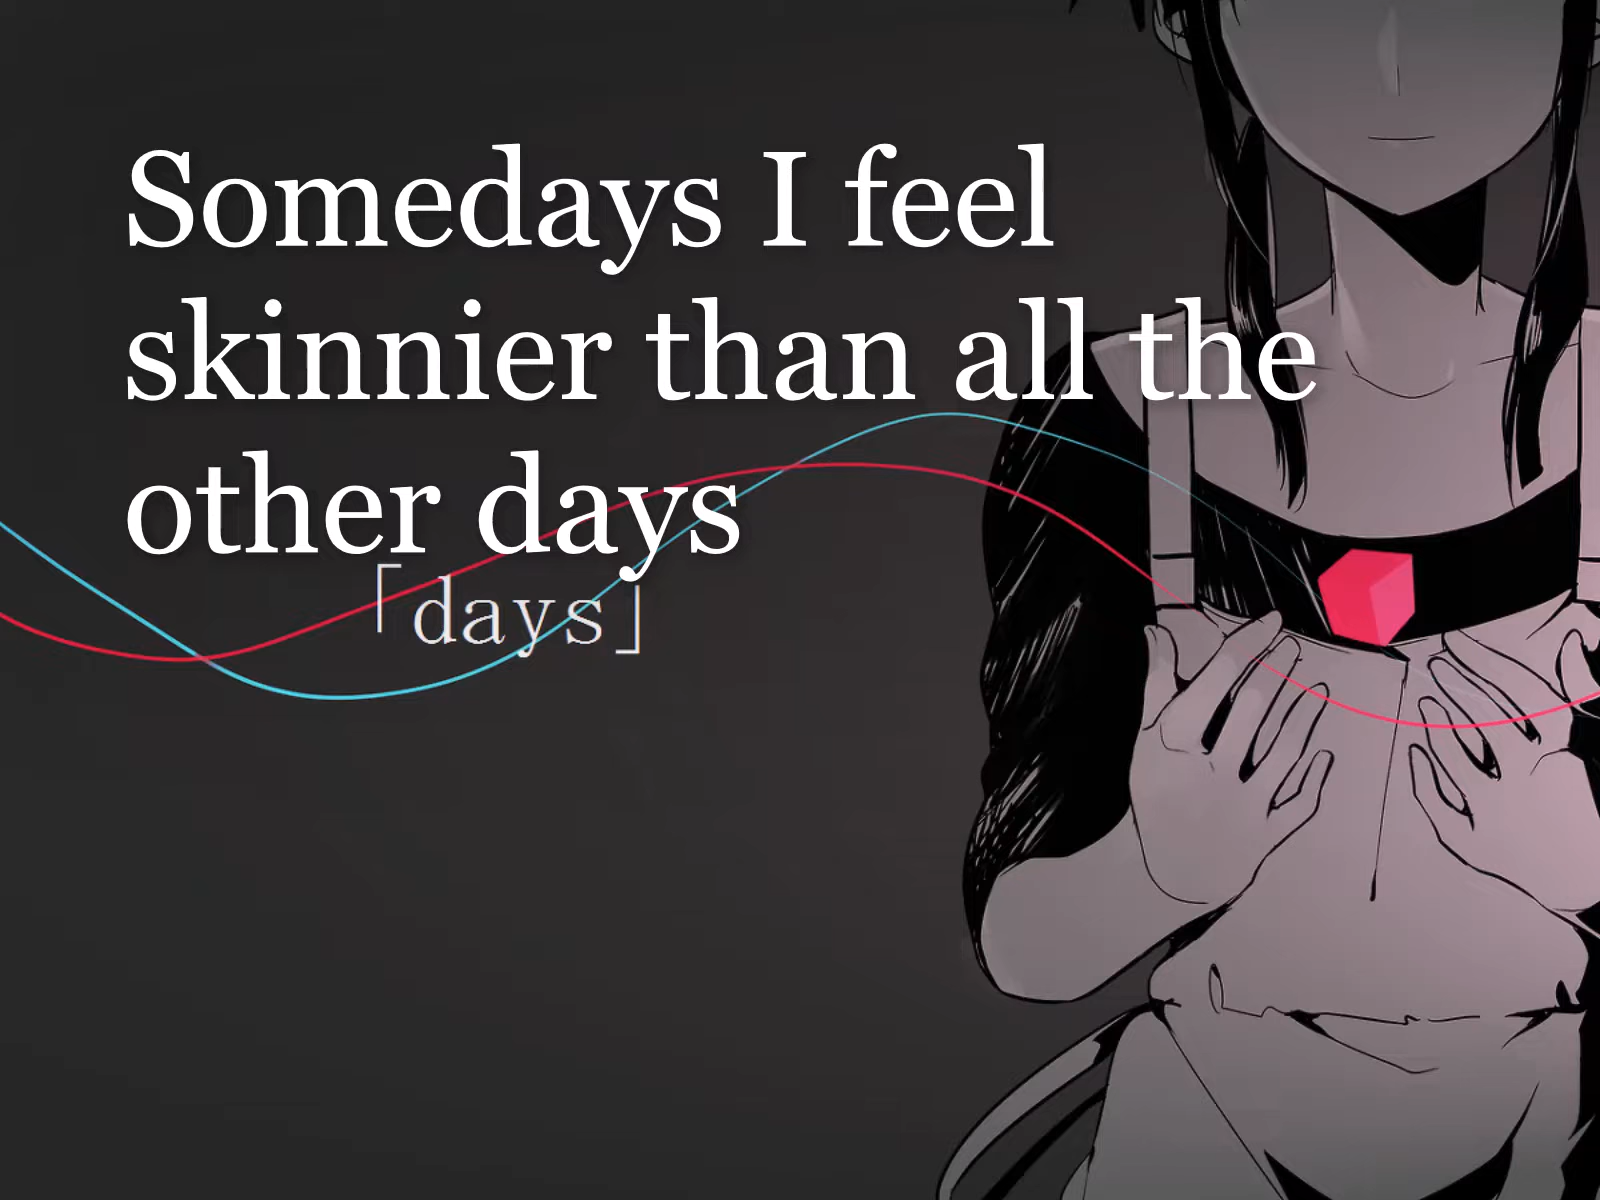 Somedays I feel
skinnier than all the
other days
「days」